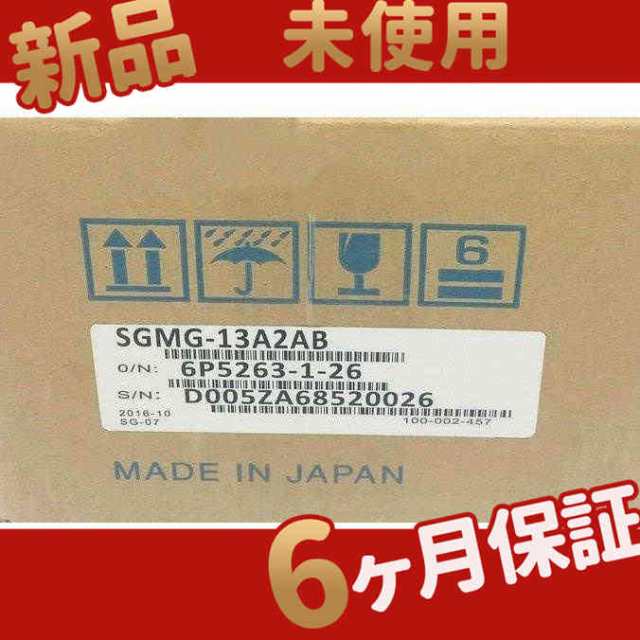 新品 未使用
6
SGMG-13A2AB
O/N: 6P5263-1-26
S/N: D005ZA68520026
2016-10
SG-07 100-002-457
MADE IN JAPAN
6ヶ月保証